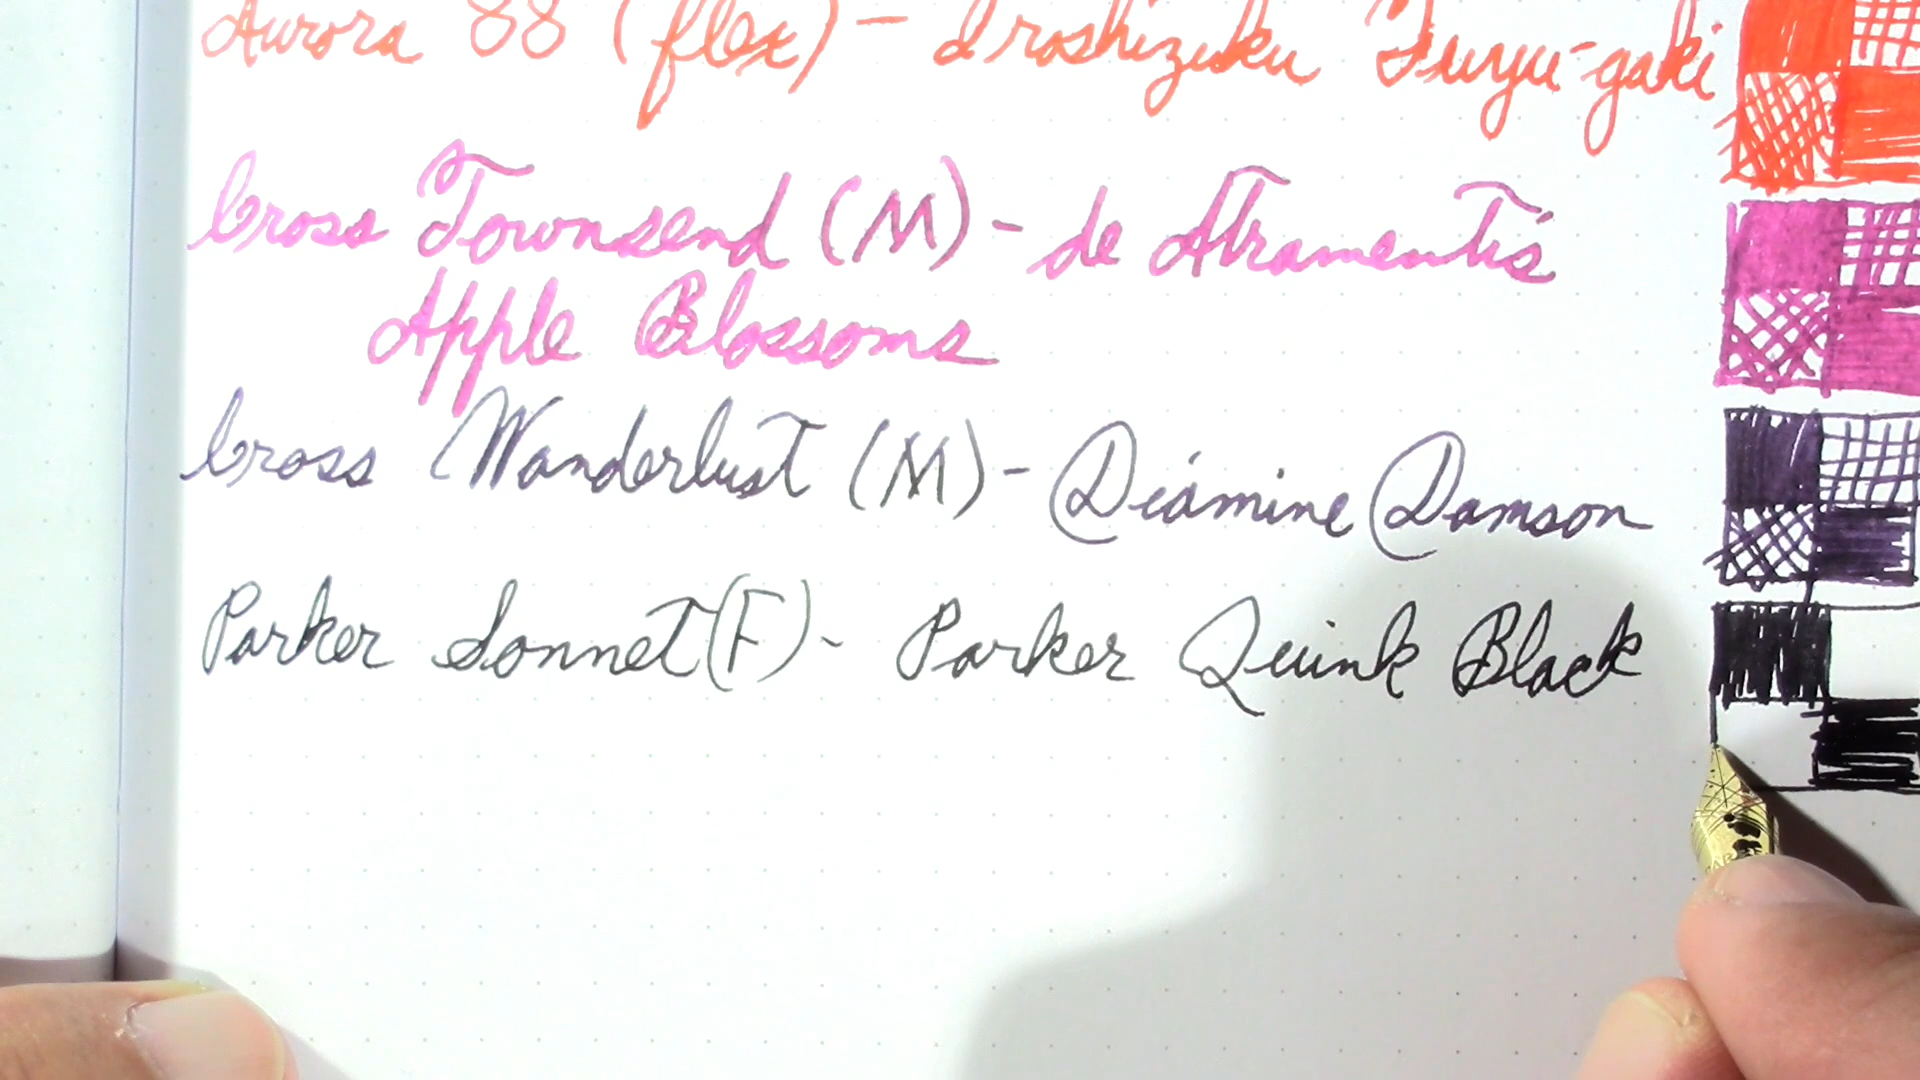 Aurora 88 (flex) - Iroshizuku Fuyu-gaki
Cross Townsend (M) - de Atramentis
Apple Blossoms
Cross Wanderlust (M) - Diamine Damson
Parker Sonnet (F) - Parker Quink Black